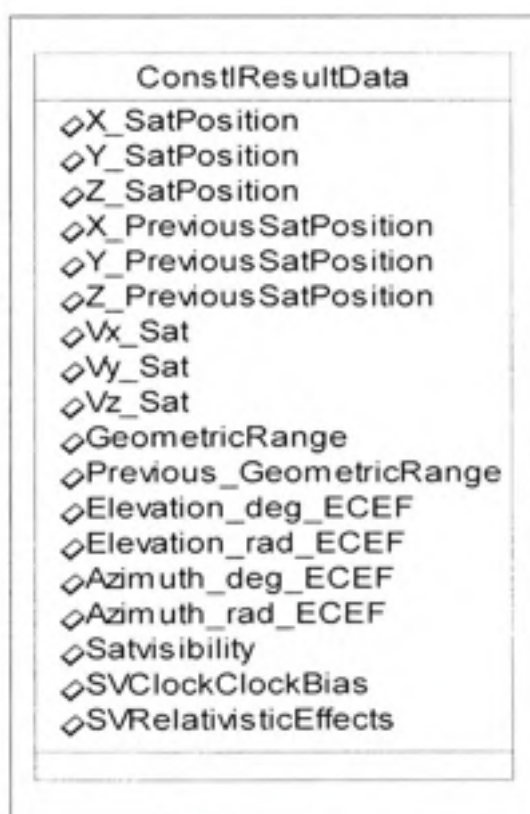 ConstlResultData
X_SatPosition
Y_SatPosition
Z_SatPosition
X_PreviousSatPosition
Y_PreviousSatPosition
Z_PreviousSatPosition
Vx_Sat
Vy_Sat
Vz_Sat
GeometricRange
Previous_GeometricRange
Elevation_deg_ECEF
Elevation_rad_ECEF
Azimuth_deg_ECEF
Azimuth_rad_ECEF
Satvisibility
SVClockClockBias
SVRelativisticEffects